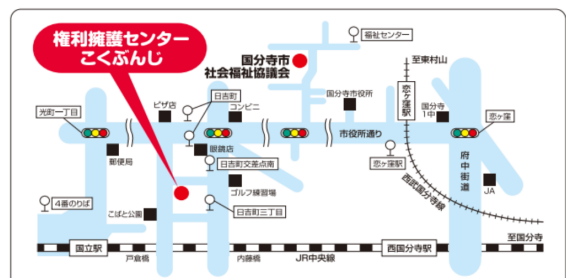 権利擁護センター
こくぶんじ
国分寺市
社会福祉協議会
福祉センター
至東村山
恋ヶ窪駅
日吉町
ピザ店
コンビニ
国分寺市役所
国分寺
1中
恋ヶ窪
光町一丁目
市役所通り
郵便局
眼鏡店
日吉町交差点南
恋ヶ窪駅
府中街道
西武国分寺線
JA
ゴルフ練習場
4番のりば
こばと公園
日吉町三丁目
至国分寺
国立駅
戸倉橋
内藤橋
JR中央線
西国分寺駅